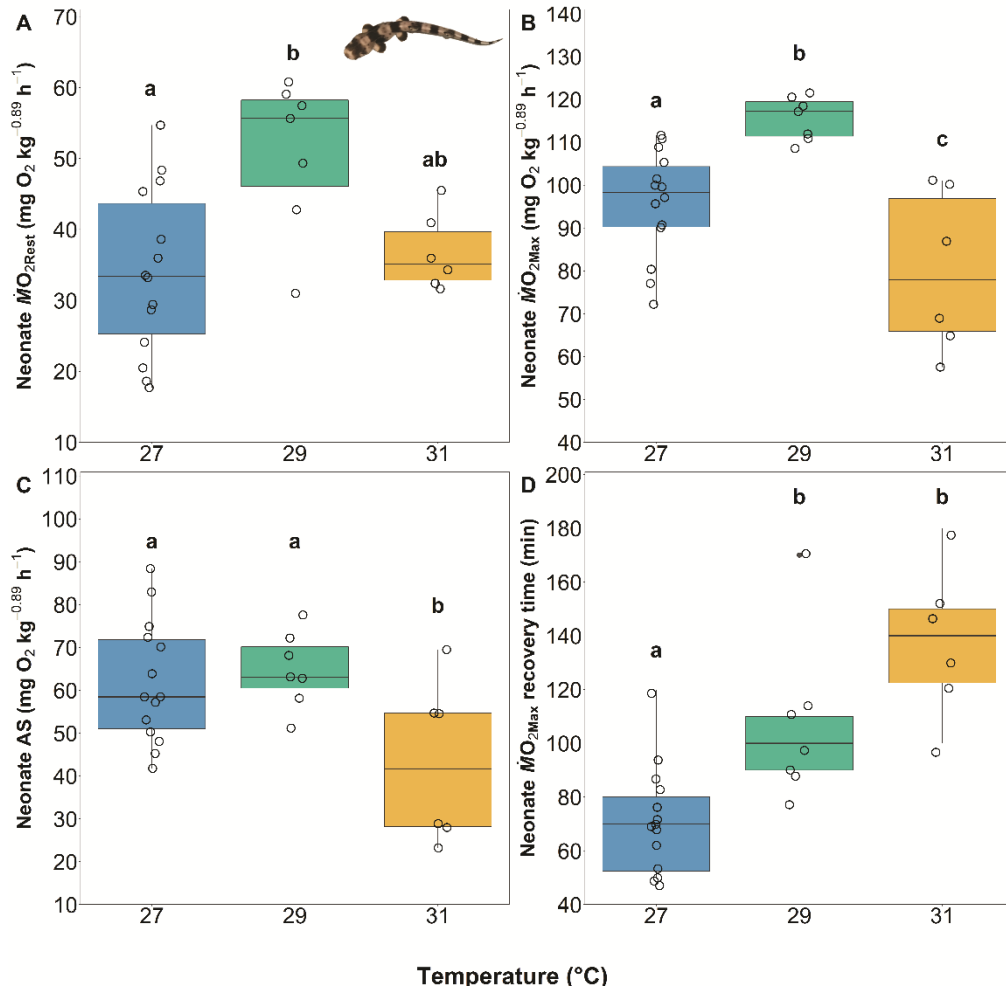 A
Neonate ṀO2Rest (mg O2 kg−0.89 h−1)
70
60
50
40
30
20
10
a
b
ab
27
29
31
B
Neonate ṀO2Max (mg O2 kg−0.89 h−1)
140
130
120
110
100
90
80
70
60
50
40
a
b
c
27
29
31
C
Neonate AS (mg O2 kg−0.89 h−1)
110
100
90
80
70
60
50
40
30
20
10
a
a
b
27
29
31
D
Neonate ṀO2Max recovery time (min)
200
180
160
140
120
100
80
60
40
a
b
b
27
29
31
Temperature (°C)